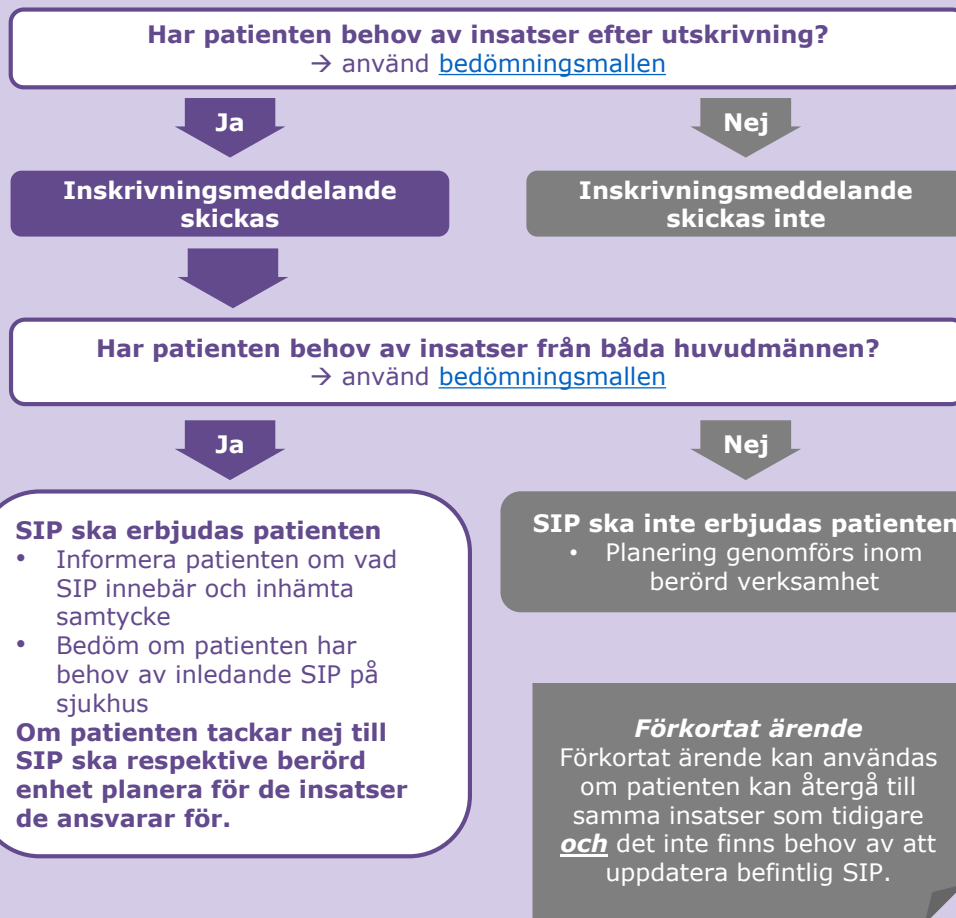 Har patienten behov av insatser efter utskrivning?
→ använd bedömningsmallen
Ja
Nej
Inskrivningsmeddelande
skickas
Inskrivningsmeddelande
skickas inte
Har patienten behov av insatser från båda huvudmännen?
→ använd bedömningsmallen
Ja
Nej
SIP ska erbjudas patienten
• Informera patienten om vad
SIP innebär och inhämta
samtycke
• Bedöm om patienten har
behov av inledande SIP på
sjukhus
Om patienten tackar nej till
SIP ska respektive berörd
enhet planera för de insatser
de ansvarar för.
SIP ska inte erbjudas patienten
• Planering genomförs inom
berörd verksamhet
Förkortat ärende
Förkortat ärende kan användas
om patienten kan återgå till
samma insatser som tidigare
och det inte finns behov av att
uppdatera befintlig SIP.